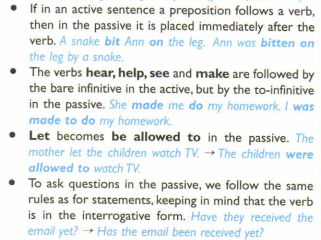 • If in an active sentence a preposition follows a verb,
then in the passive it is placed immediately after the
verb. A snake bit Ann on the leg. Ann was bitten on
the leg by a snake.
• The verbs hear, help, see and make are followed by
the bare infinitive in the active, but by the to-infinitive
in the passive. She made me do my homework. I was
made to do my homework.
• Let becomes be allowed to in the passive. The
mother let the children watch TV. → The children were
allowed to watch TV.
• To ask questions in the passive, we follow the same
rules as for statements, keeping in mind that the verb
is in the interrogative form. Have they received the
email yet? → Has the email been received yet?